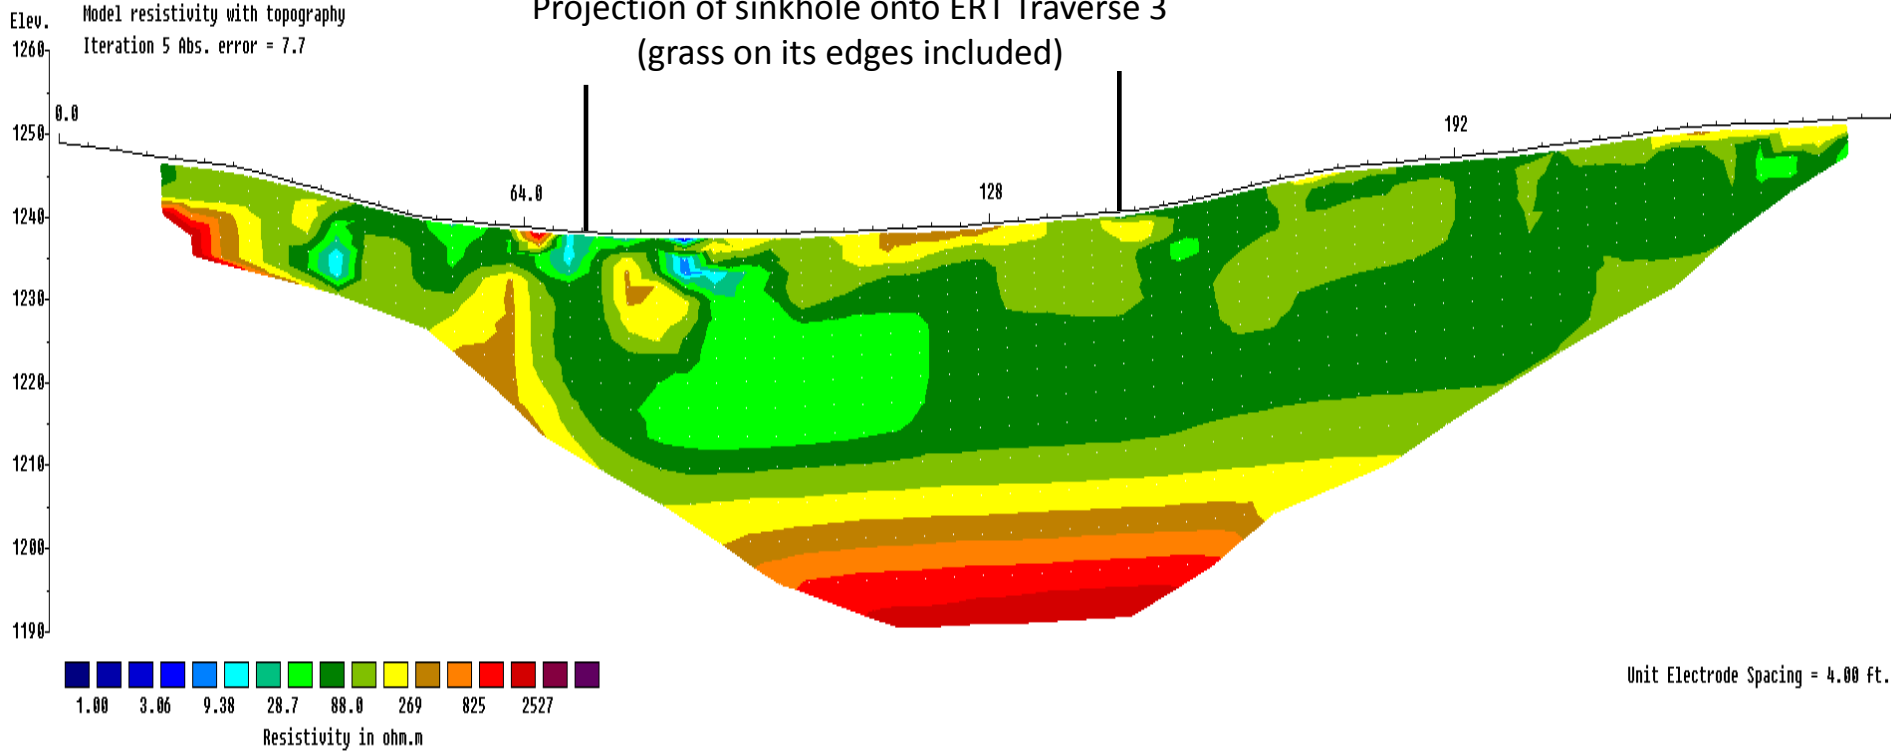 Projection of sinkhole onto ERT Traverse 3
(grass on its edges included)
Model resistivity with topography
Elev.
Iteration 5 Abs. error = 7.7
1260
1250
1240
1230
1220
1210
1200
1190
0.0
64.0
128
192
1.00 3.06 9.38 28.7 88.0 269 825 2527
Resistivity in ohm.m
Unit Electrode Spacing = 4.00 ft.